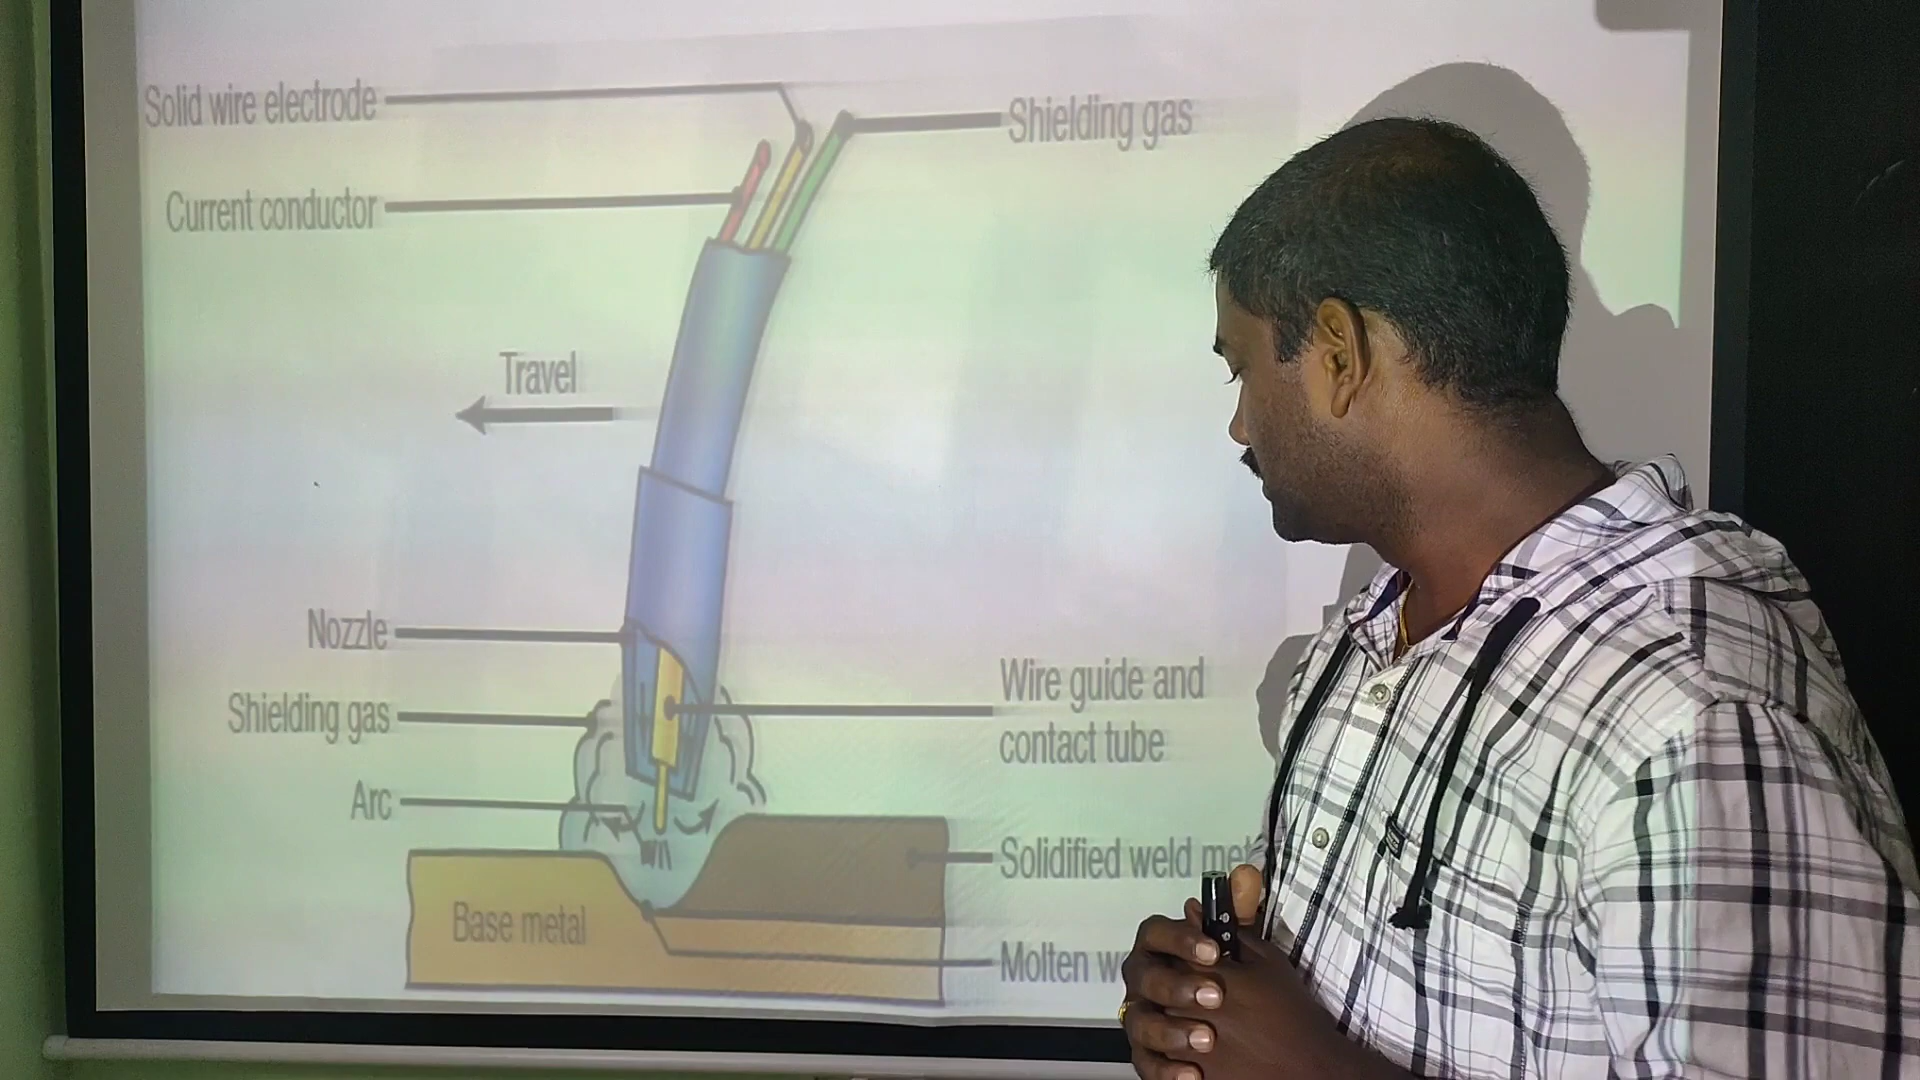 Solid wire electrode
Shielding gas
Current conductor
Travel
Nozzle
Wire guide and
contact tube
Shielding gas
Arc
Solidified weld
Base metal
Molten